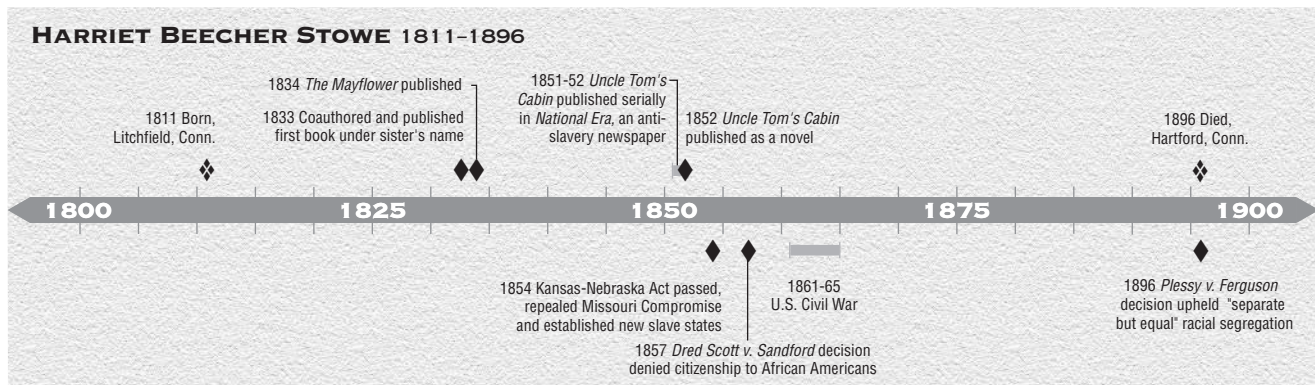 HARRIET BEECHER STOWE 1811–1896
1834 The Mayflower published
1833 Coauthored and published
first book under sister's name
1811 Born,
Litchfield, Conn.
1851-52 Uncle Tom's
Cabin published serially
in National Era, an anti-
slavery newspaper
1852 Uncle Tom's Cabin
published as a novel
1896 Died,
Hartford, Conn.
1800 1825 1850 1875 1900
1854 Kansas-Nebraska Act passed,
repealed Missouri Compromise
and established new slave states
1857 Dred Scott v. Sandford decision
denied citizenship to African Americans
1861-65
U.S. Civil War
1896 Plessy v. Ferguson
decision upheld "separate
but equal" racial segregation